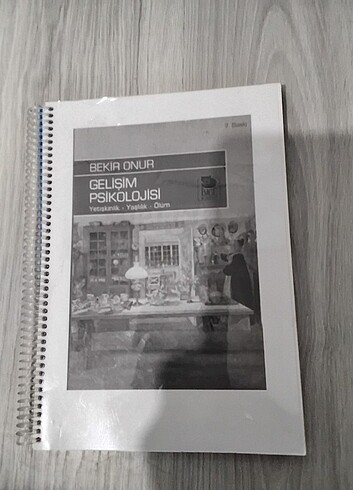 BEKİR ONUR
GELİŞİM
PSİKOLOJİSİ
Yetişkinlik - Yaşlılık - Ölüm